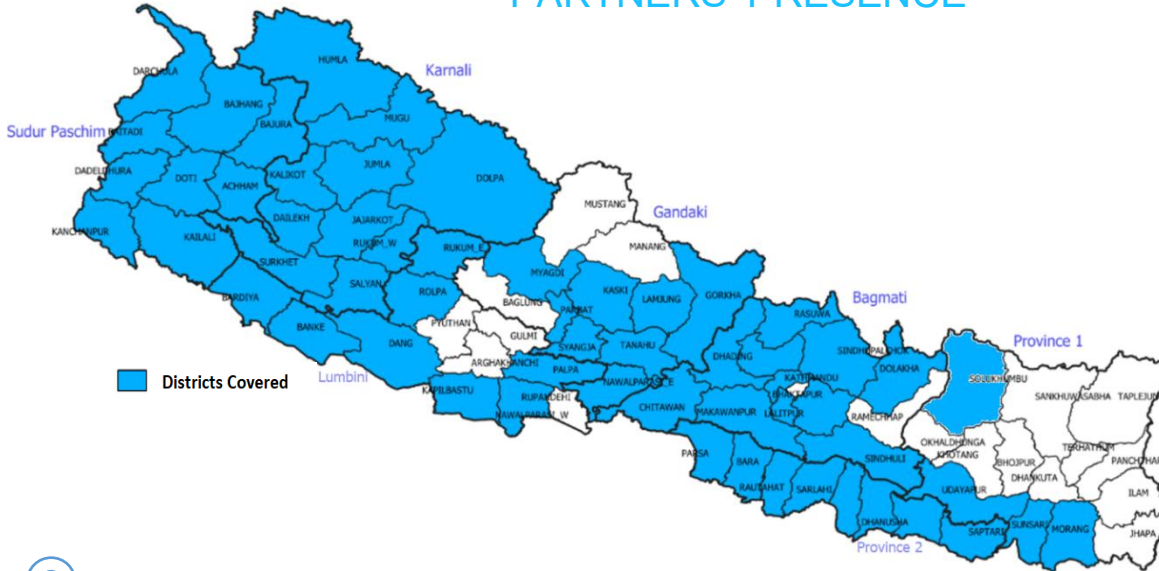 PARTNERS PRESENCE
HUMLA
DARCHULA
Karnali
BAJHANG
MUGU
BAJURA
Sudur Paschim
BAITADI
JUMLA
DADELDHURA
KALIKOT
DOTI
ACHHAM
DOLPA
MUSTANG
Gandaki
DAILEKH
JAJARKOT
KANCHANPUR
KAILALI
RUKUM_W
RUKUM_E
MANANG
SURKHET
MYAGDI
SALYAN
ROLPA
KASKI
LAMJUNG
GORKHA
Bagmati
BARDIYA
BAGLUNG
PARBAT
RASUWA
BANKE
PYUTHAN
GULMI
DANG
SYANGJA
TANAHU
SINDHUPALCHOK
Province 1
DHADING
ARGHAKHANCHI
PALPA
DOLAKHA
KATHMANDU
SOLUKHUMBU
Districts Covered
Lumbini
NAWALPARASI_E
KAPILBASTU
RUPANDEHI
BHAKTAPUR
SANKHUWASABHA
TAPLEJUN
CHITAWAN
MAKAWANPUR
LALITPUR
RAMECHHAP
NAWALPARASI_W
OKHALDHUNGA
KHOTANG
TERHATHUM
PARSA
BARA
SINDHULI
BHOJPUR
PANCHTHAR
DHANKUTA
RAUTAHAT
SARLAHI
UDAYAPUR
ILAM
DHANUSHA
SAPTARI
SUNSARI
MORANG
JHAPA
Province 2